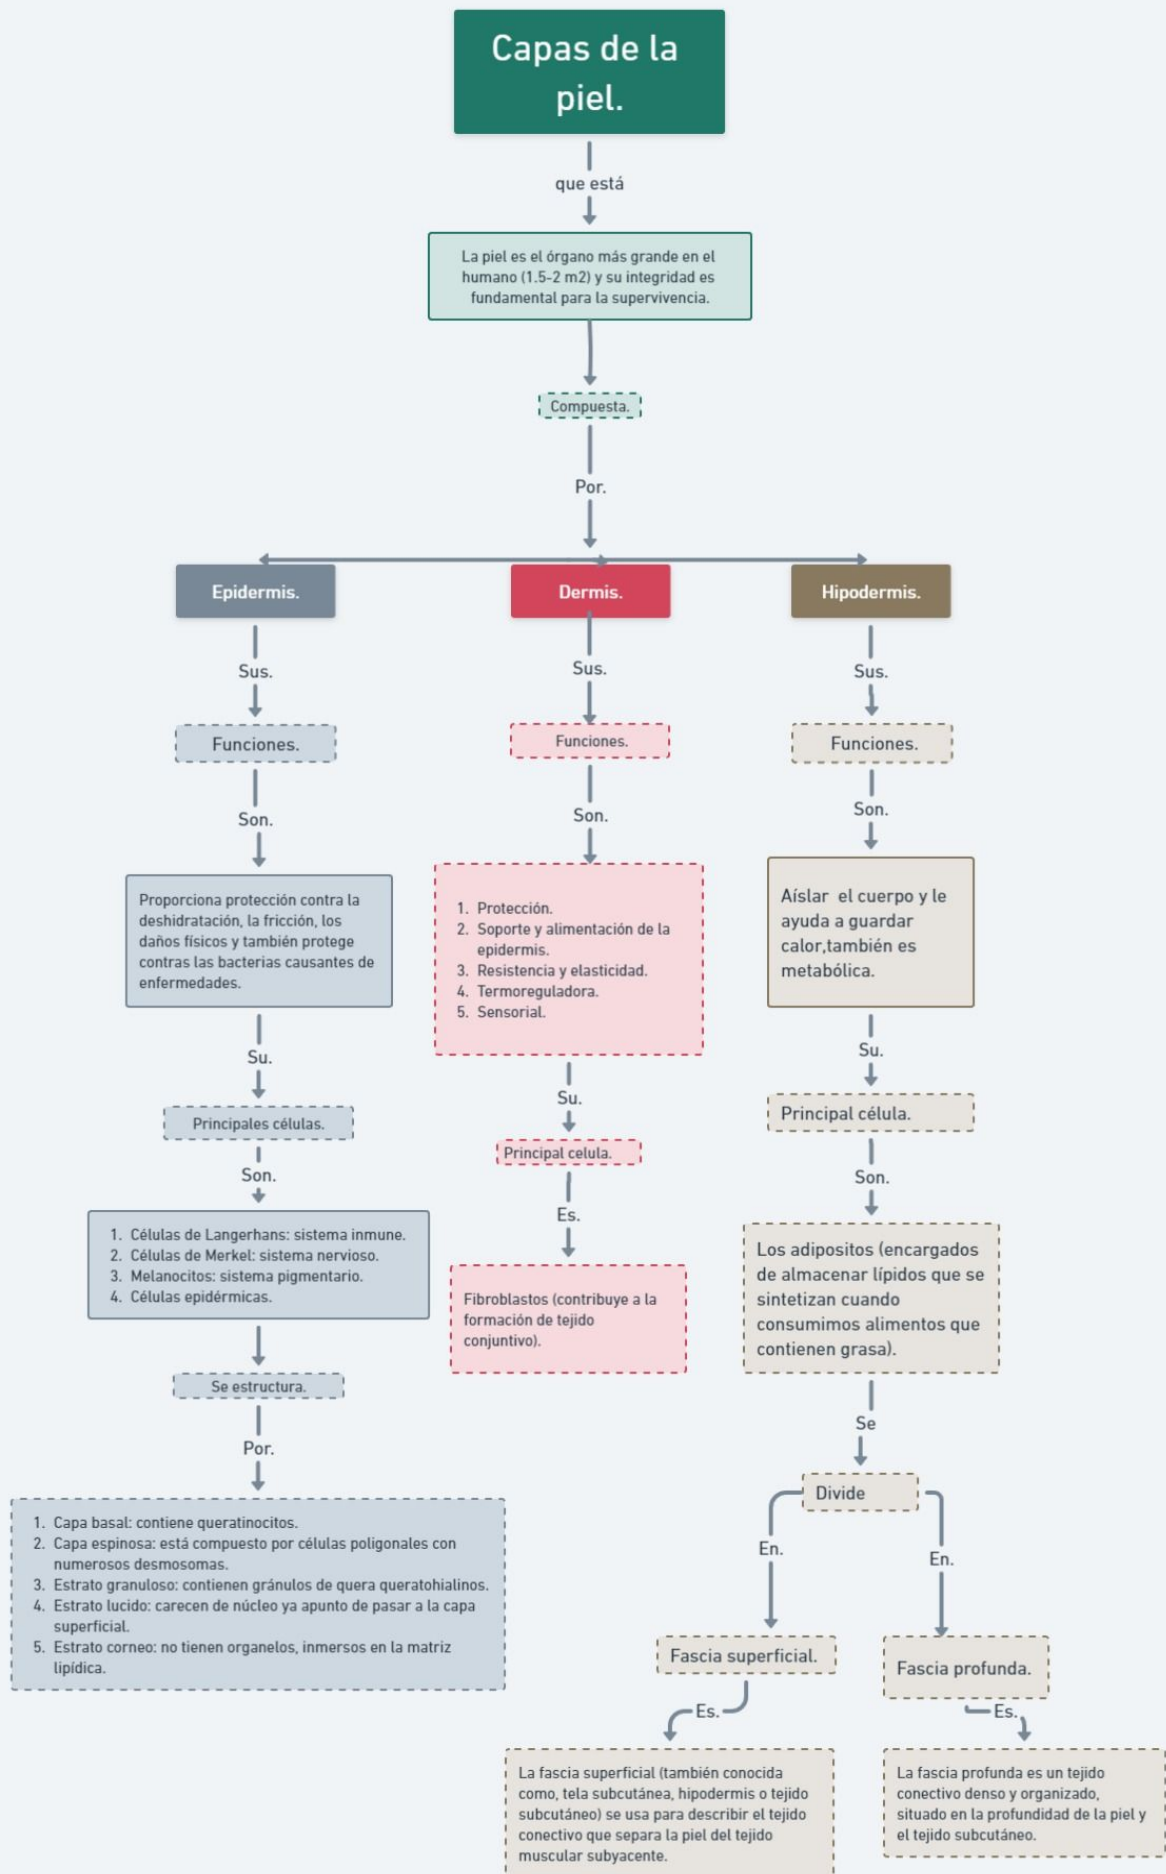 Capas de la
piel.
que está
La piel es el órgano más grande en el
humano (1.5-2 m2) y su integridad es
fundamental para la supervivencia.
Compuesta.
Por.
Epidermis.
Sus.
Funciones.
Son.
Proporciona protección contra la
deshidratación, la fricción, los
daños físicos y también protege
contras las bacterias causantes de
enfermedades.
Su.
Principales células.
Son.
1. Células de Langerhans: sistema inmune.
2. Células de Merkel: sistema nervioso.
3. Melanocitos: sistema pigmentario.
4. Células epidérmicas.
Se estructura.
Por.
1. Capa basal: contiene queratinocitos.
2. Capa espinosa: está compuesto por células poligonales con
numerosos desmosomas.
3. Estrato granuloso: contienen gránulos de quera queratohialinos.
4. Estrato lucido: carecen de núcleo ya apunto de pasar a la capa
superficial.
5. Estrato corneo: no tienen organelos, inmersos en la matriz
lipídica.
Dermis.
Sus.
Funciones.
Son.
1. Protección.
2. Soporte y alimentación de la
epidermis.
3. Resistencia y elasticidad.
4. Termoreguladora.
5. Sensorial.
Su.
Principal celula.
Es.
Fibroblastos (contribuye a la
formación de tejido
conjuntivo).
Hipodermis.
Sus.
Funciones.
Son.
Aíslar el cuerpo y le
ayuda a guardar
calor,también es
metabólica.
Su.
Principal célula.
Son.
Los adipositos (encargados
de almacenar lípidos que se
sintetizan cuando
consumimos alimentos que
contienen grasa).
Se
Divide
En.
Fascia superficial.
Es.
La fascia superficial (también conocida
como, tela subcutánea, hipodermis o tejido
subcutáneo) se usa para describir el tejido
conectivo que separa la piel del tejido
muscular subyacente.
En.
Fascia profunda.
Es.
La fascia profunda es un tejido
conectivo denso y organizado,
situado en la profundidad de la piel y
el tejido subcutáneo.